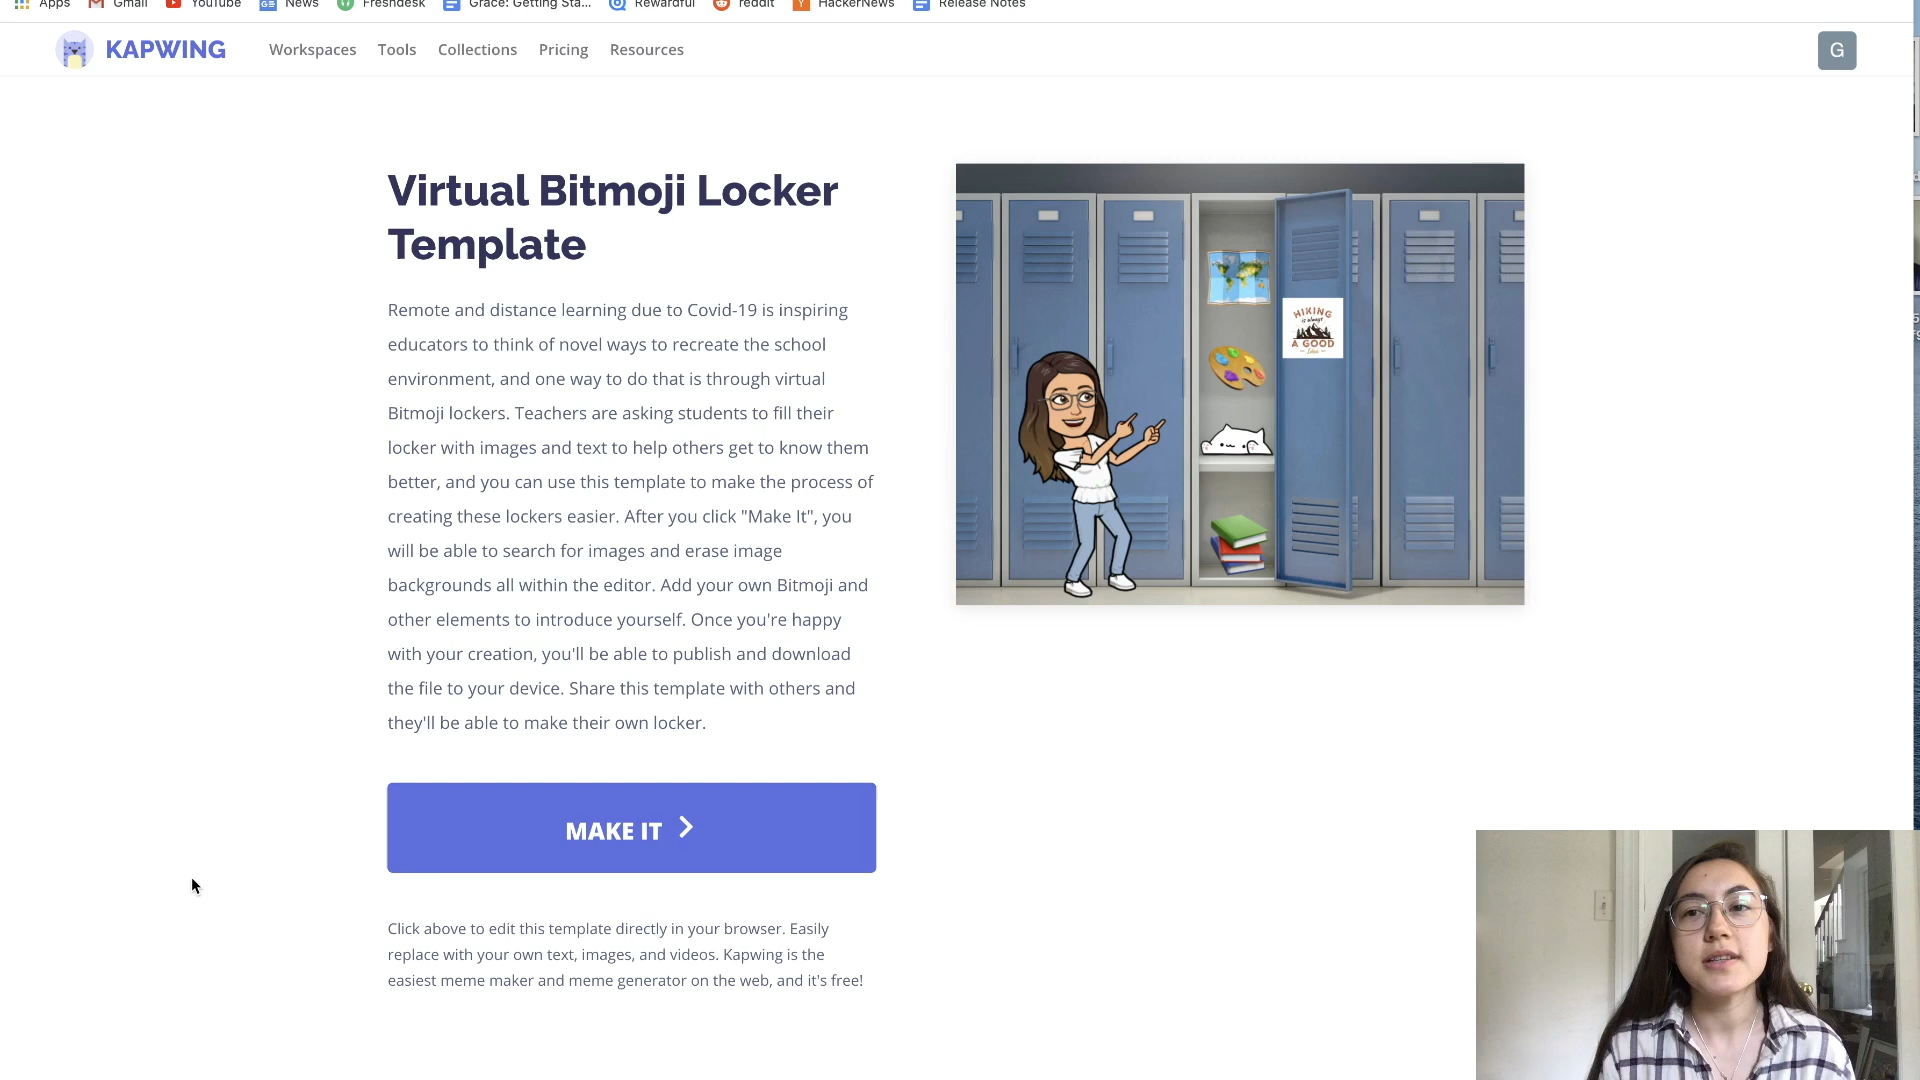 Apps Gmail YouTube News Freshdesk Grace: Getting Sta... Rewardful reddit HackerNews Release Notes
KAPWING Workspaces Tools Collections Pricing Resources G
Virtual Bitmoji Locker
Template
Remote and distance learning due to Covid-19 is inspiring
educators to think of novel ways to recreate the school
environment, and one way to do that is through virtual
Bitmoji lockers. Teachers are asking students to fill their
locker with images and text to help others get to know them
better, and you can use this template to make the process of
creating these lockers easier. After you click "Make It", you
will be able to search for images and erase image
backgrounds all within the editor. Add your own Bitmoji and
other elements to introduce yourself. Once you're happy
with your creation, you'll be able to publish and download
the file to your device. Share this template with others and
they'll be able to make their own locker.
HIKING
is always
A GOOD
Idea
MAKE IT
Click above to edit this template directly in your browser. Easily
replace with your own text, images, and videos. Kapwing is the
easiest meme maker and meme generator on the web, and it's free!